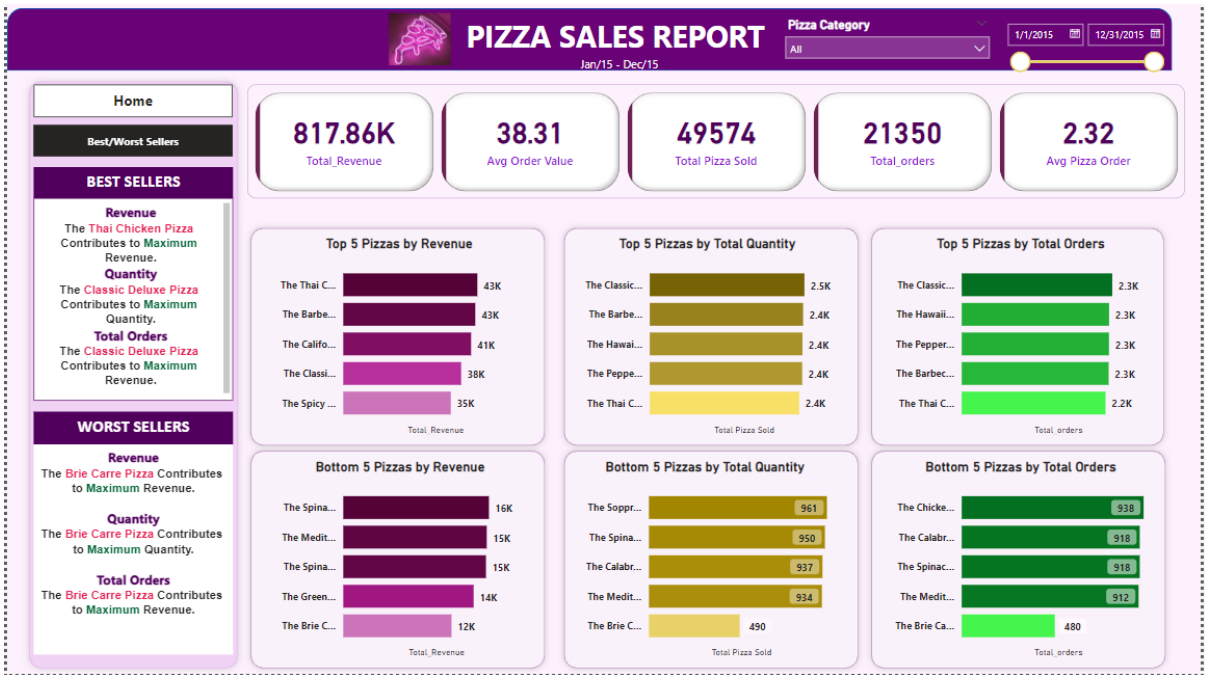 PIZZA SALES REPORT
Jan/15 - Dec/15
Pizza Category
All
1/1/2015
12/31/2015
Home
Best/Worst Sellers
BEST SELLERS
Revenue
The Thai Chicken Pizza
Contributes to Maximum
Revenue.
Quantity
The Classic Deluxe Pizza
Contributes to Maximum
Quantity.
Total Orders
The Classic Deluxe Pizza
Contributes to Maximum
Revenue.
WORST SELLERS
Revenue
The Brie Carre Pizza Contributes
to Maximum Revenue.
Quantity
The Brie Carre Pizza Contributes
to Maximum Quantity.
Total Orders
The Brie Carre Pizza Contributes
to Maximum Revenue.
817.86K
Total_Revenue
38.31
Avg Order Value
49574
Total Pizza Sold
21350
Total_orders
2.32
Avg Pizza Order
Top 5 Pizzas by Revenue
The Thai C... 43K
The Barbe... 43K
The Califo... 41K
The Classi... 38K
The Spicy ... 35K
Total_Revenue
Top 5 Pizzas by Total Quantity
The Classic... 2.5K
The Barbe... 2.4K
The Hawai... 2.4K
The Peppe... 2.4K
The Thai C... 2.4K
Total Pizza Sold
Top 5 Pizzas by Total Orders
The Classic... 2.3K
The Hawaii... 2.3K
The Pepper... 2.3K
The Barbec... 2.3K
The Thai C... 2.2K
Total_orders
Bottom 5 Pizzas by Revenue
The Spina... 16K
The Medit... 15K
The Spina... 15K
The Green... 14K
The Brie C... 12K
Total_Revenue
Bottom 5 Pizzas by Total Quantity
The Soppr... 961
The Spina... 950
The Calabr... 937
The Medit... 934
The Brie C... 490
Total Pizza Sold
Bottom 5 Pizzas by Total Orders
The Chicke... 938
The Calabr... 918
The Spinac... 918
The Medit... 912
The Brie Ca... 480
Total_orders